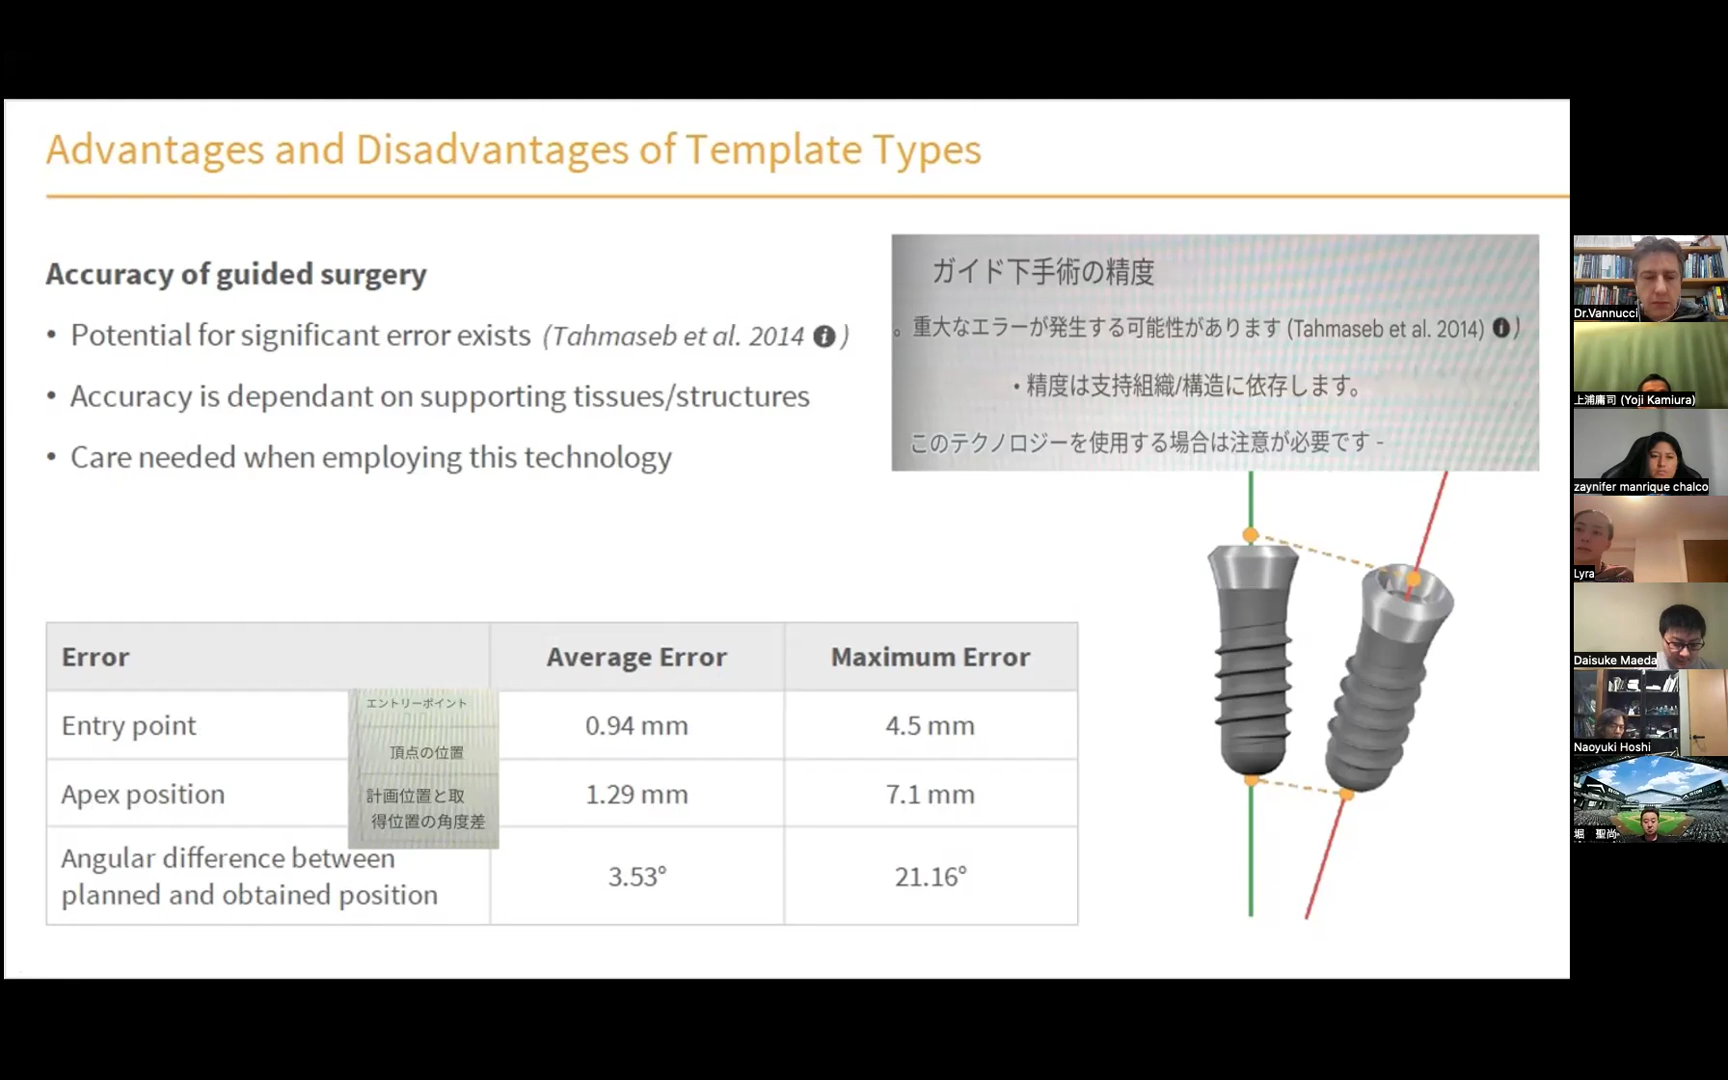 Advantages and Disadvantages of Template Types
Accuracy of guided surgery
• Potential for significant error exists (Tahmaseb et al. 2014 i )
• Accuracy is dependant on supporting tissues/structures
• Care needed when employing this technology
ガイド下手術の精度
。重大なエラーが発生する可能性があります (Tahmaseb et al. 2014) i )
・精度は支持組織/構造に依存します。
このテクノロジーを使用する場合は注意が必要です -
Error Average Error Maximum Error
Entry point 0.94 mm 4.5 mm
Apex position 1.29 mm 7.1 mm
Angular difference between
planned and obtained position 3.53° 21.16°
エントリーポイント
頂点の位置
計画位置と取
得位置の角度差
Dr.Vannucci
上浦庸司 (Yoji Kamiura)
zaynifer manrique chalco
Lyra
Daisuke Maeda
Naoyuki Hoshi
堀 聖尚